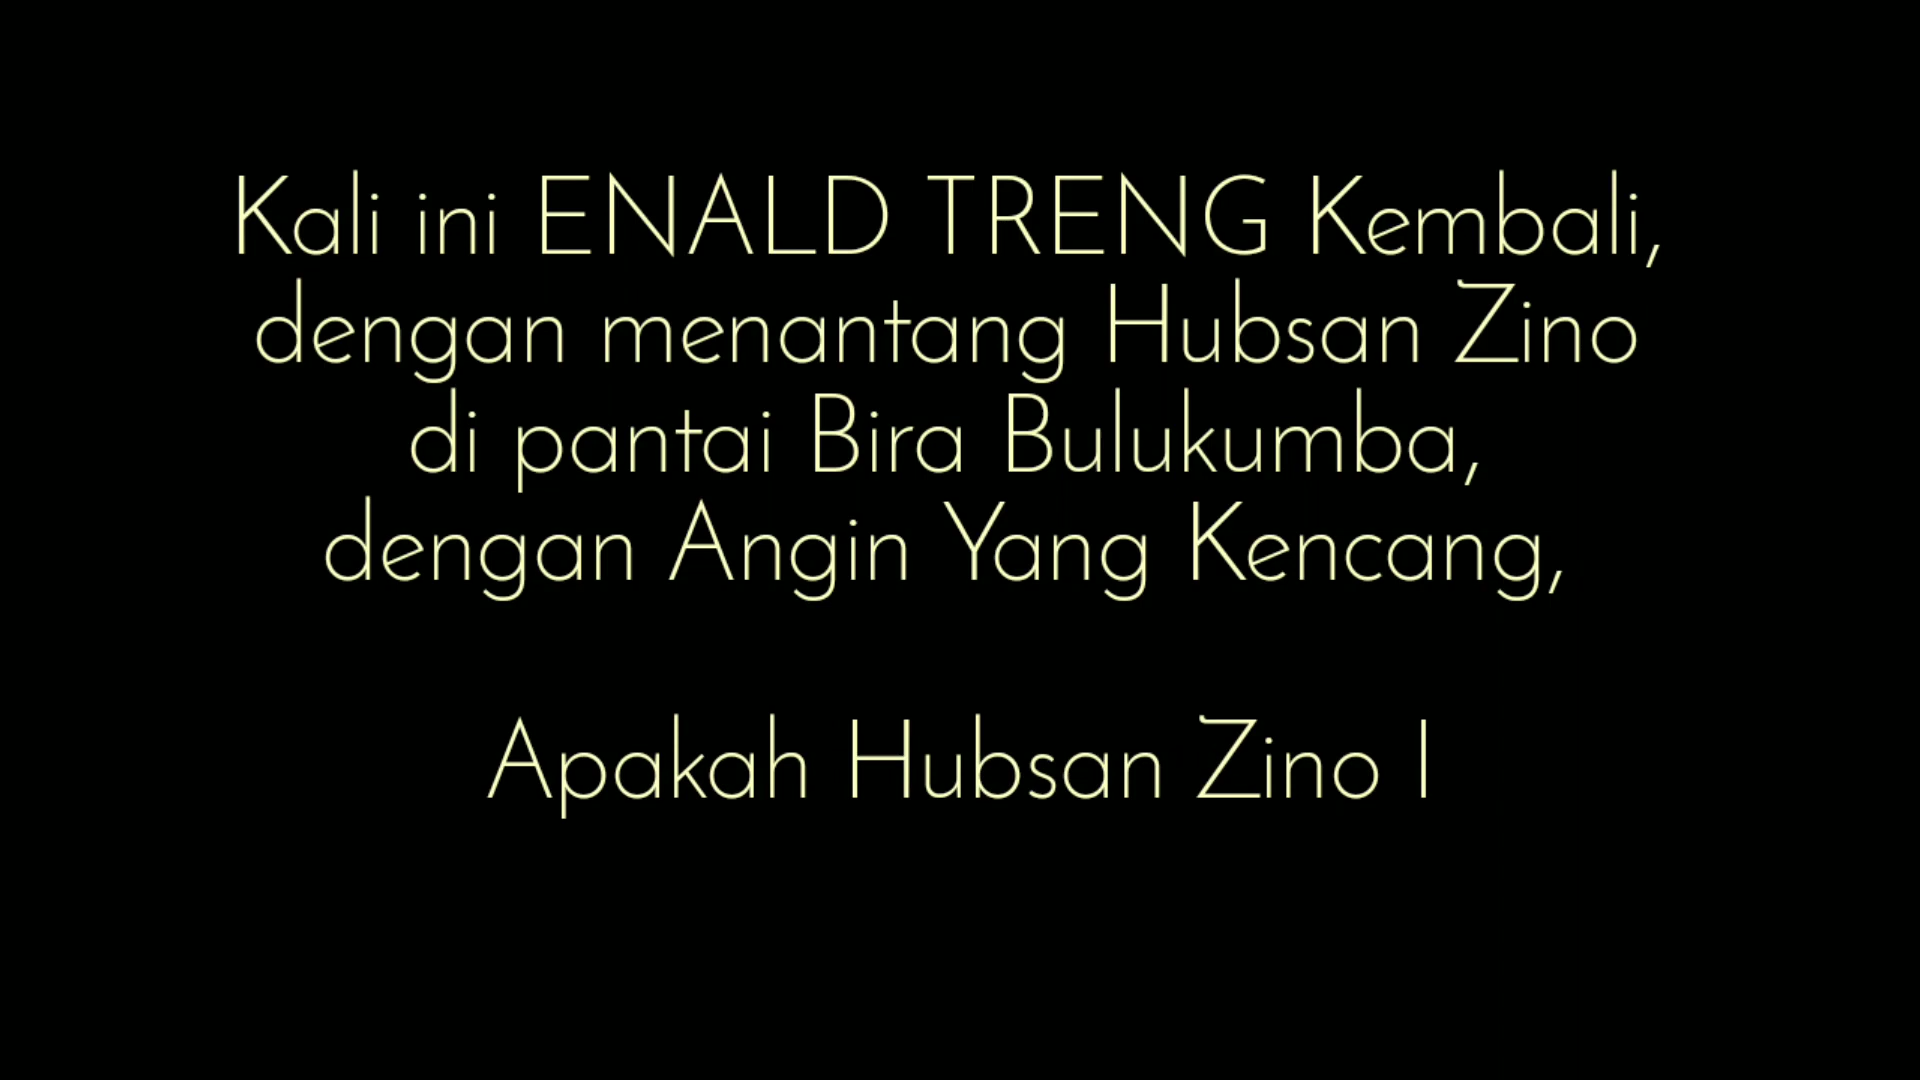 Kali ini ENALD TRENG Kembali,
dengan menantang Hubsan Zino
di pantai Bira Bulukumba,
dengan Angin Yang Kencang,
Apakah Hubsan Zino I